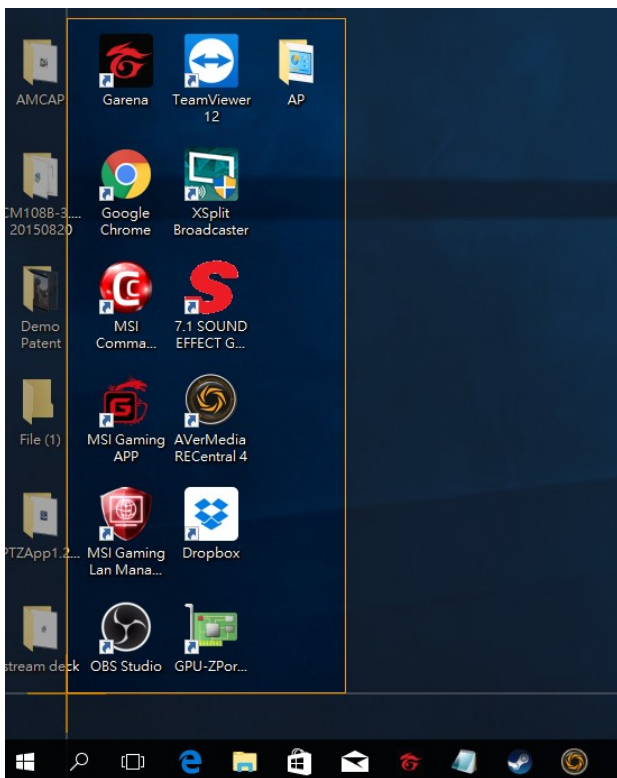 AMCAP
Garena
TeamViewer
12
AP
CM108B-3....
20150820
Google
Chrome
XSplit
Broadcaster
Demo
Patent
MSI
Comma...
7.1 SOUND
EFFECT G...
File (1)
MSI Gaming
APP
AVerMedia
RECentral 4
PTZApp1.2...
MSI Gaming
Lan Mana...
Dropbox
stream deck
OBS Studio
GPU-ZPor...